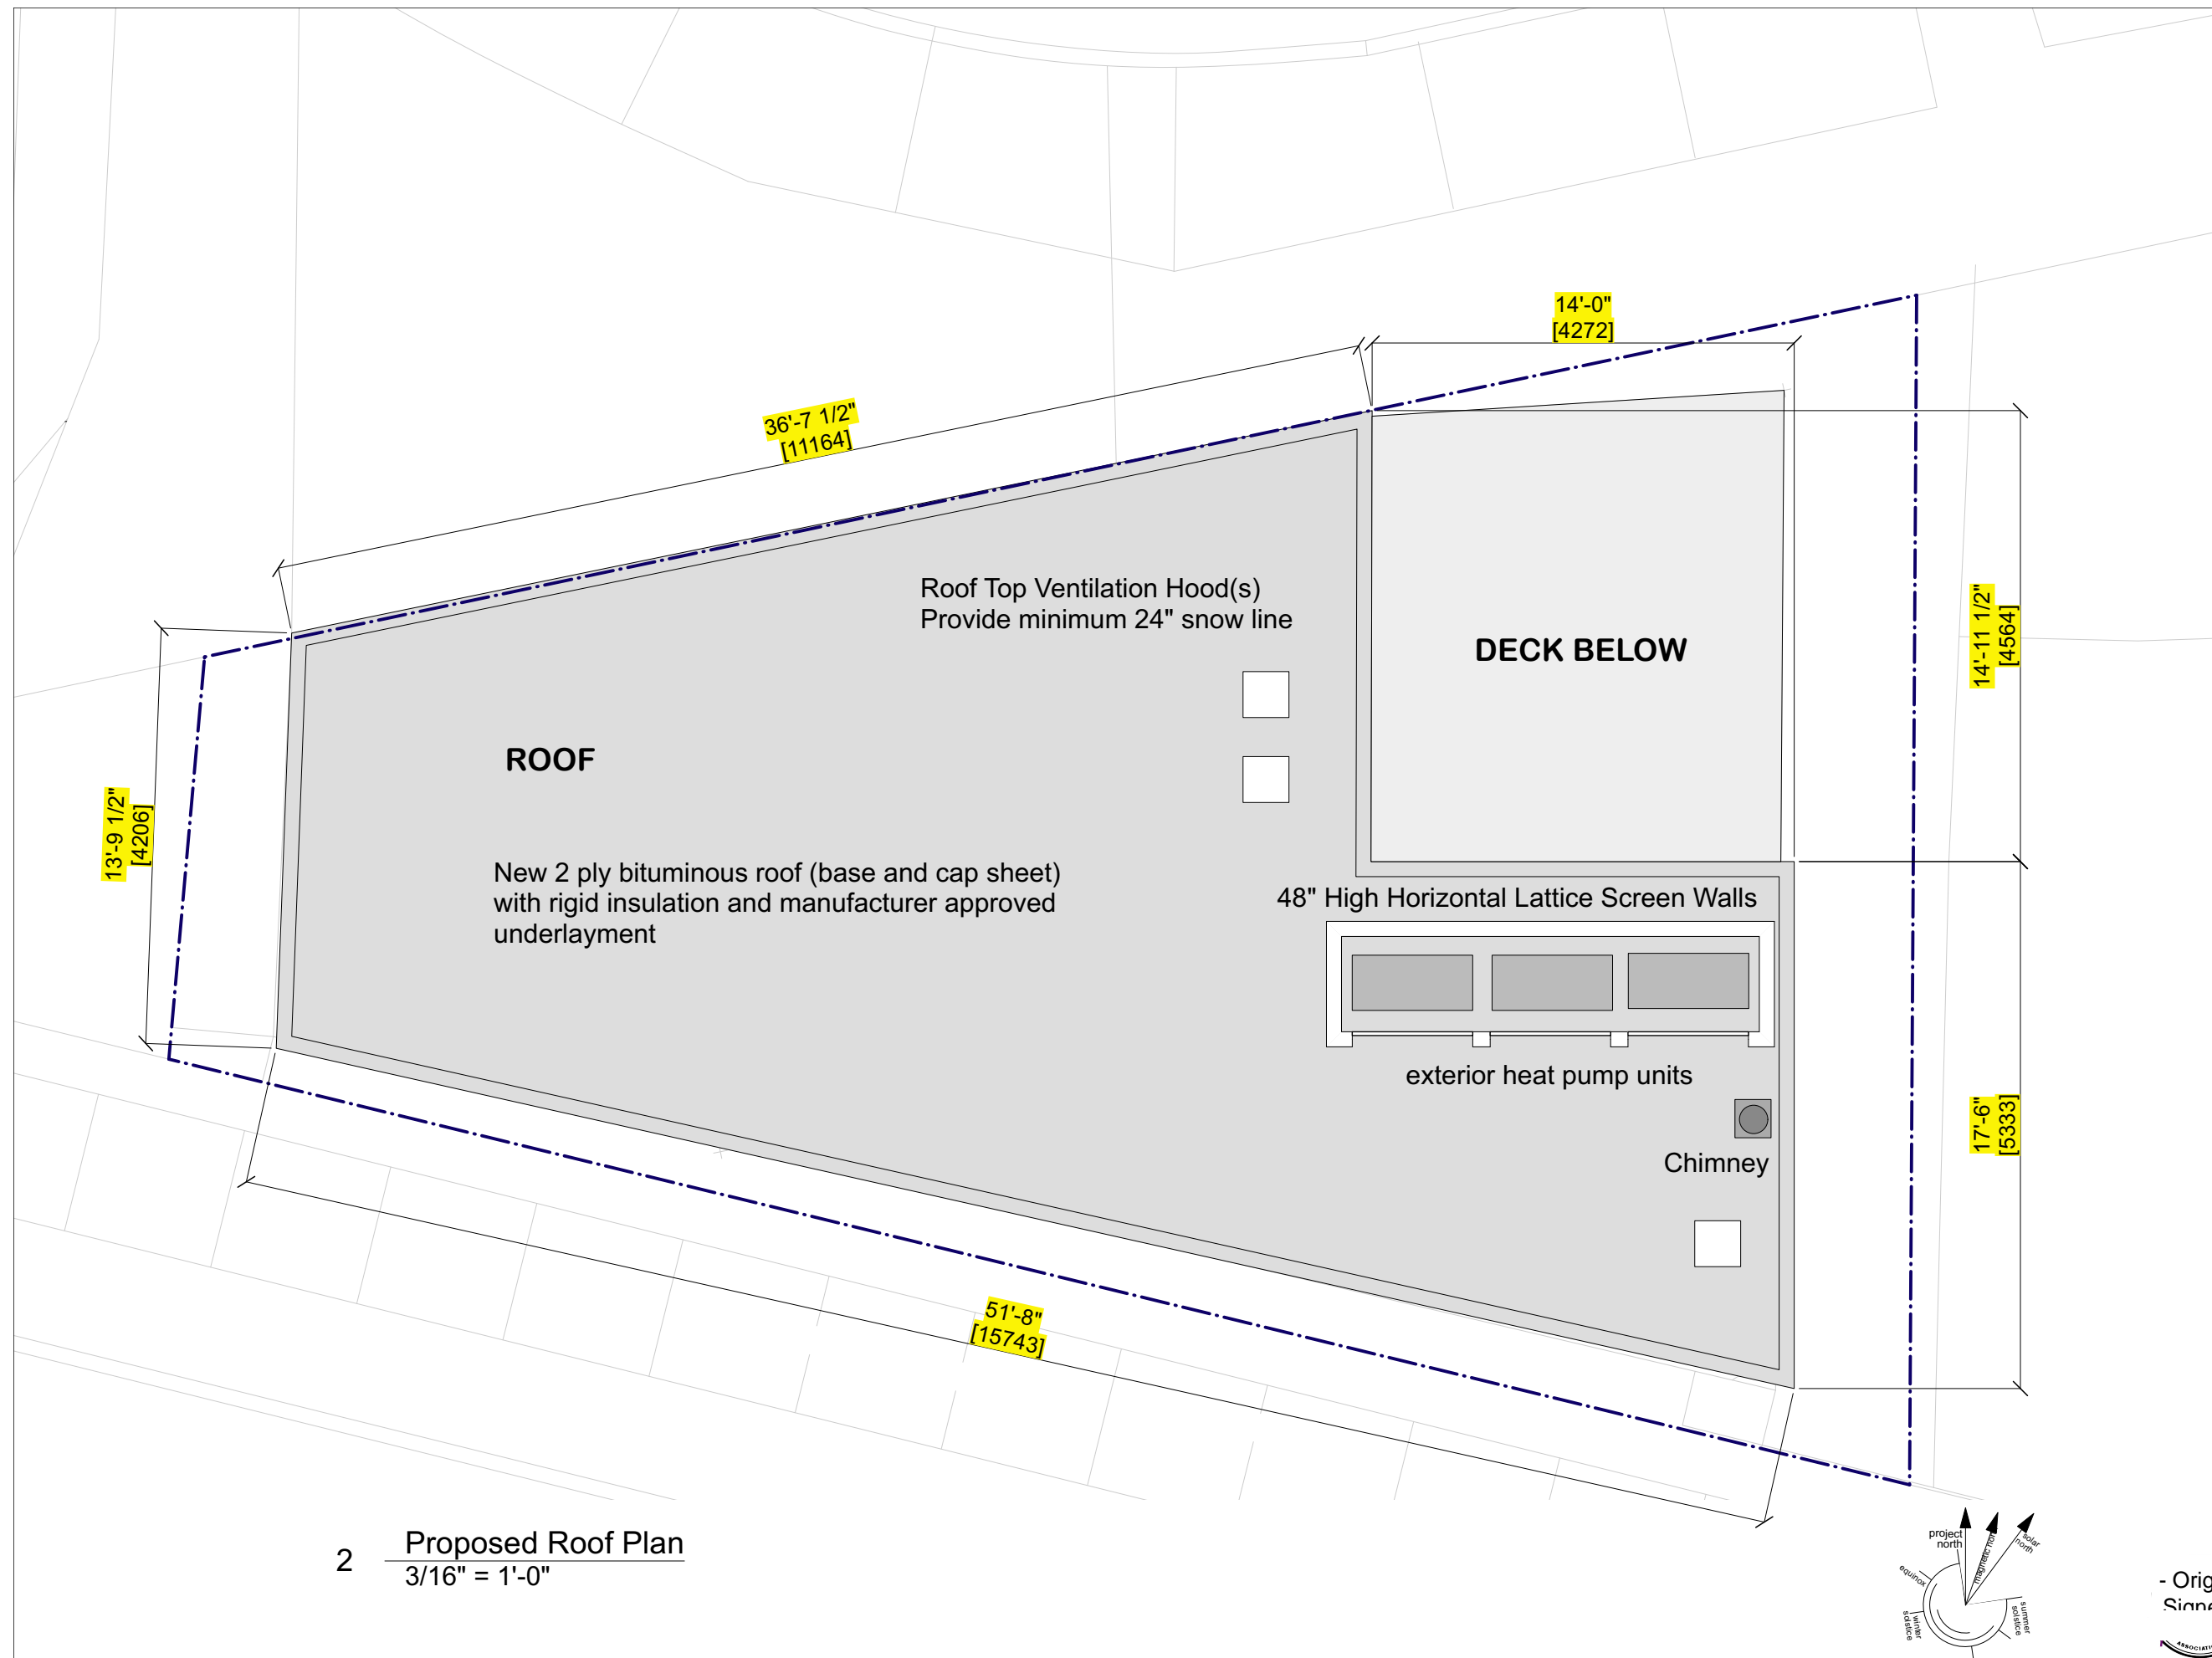 14'-0"
[4272]
36'-7 1/2"
[11164]
Roof Top Ventilation Hood(s)
Provide minimum 24" snow line
DECK BELOW
14'-11 1/2"
[4564]
ROOF
13'-9 1/2"
[4206]
New 2 ply bituminous roof (base and cap sheet)
with rigid insulation and manufacturer approved
underlayment
48" High Horizontal Lattice Screen Walls
exterior heat pump units
17'-6"
[5333]
Chimney
51'-8"
[15743]
2
Proposed Roof Plan
3/16" = 1'-0"
project
north
magnetic
solar
north
equinox
winter
solstice
summer
solstice